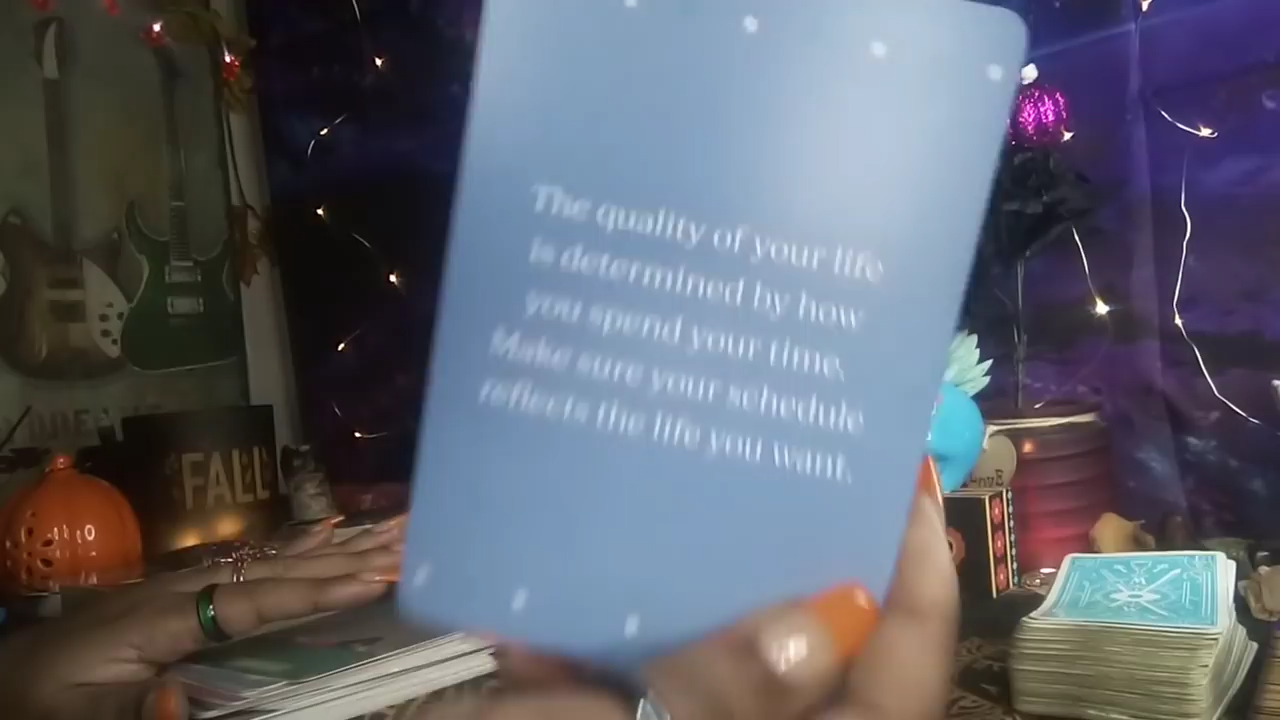 The quality of your life
is determined by how
you spend your time.
Make sure your schedule
reflects the life you want.
FALL